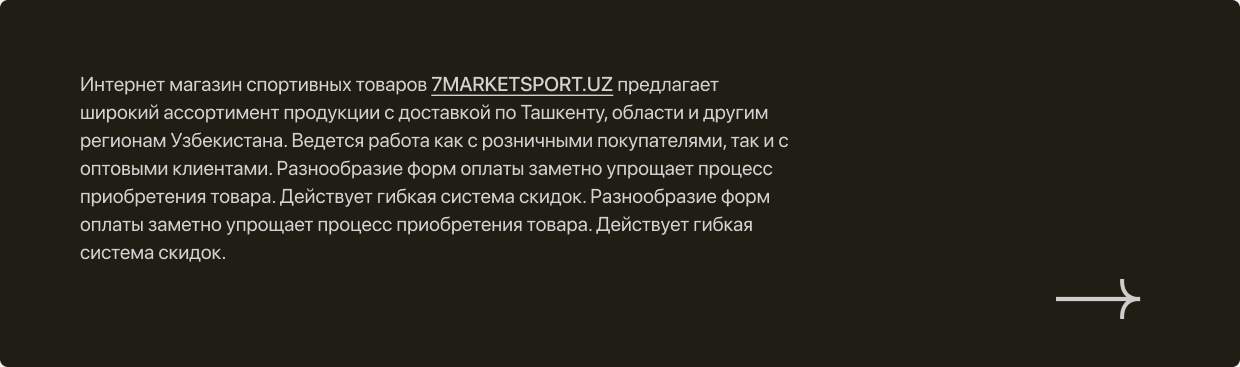 Интернет магазин спортивных товаров 7MARKETSPORT.UZ предлагает
широкий ассортимент продукции с доставкой по Ташкенту, области и другим
регионам Узбекистана. Ведется работа как с розничными покупателями, так и с
оптовыми клиентами. Разнообразие форм оплаты заметно упрощает процесс
приобретения товара. Действует гибкая система скидок. Разнообразие форм
оплаты заметно упрощает процесс приобретения товара. Действует гибкая
система скидок.